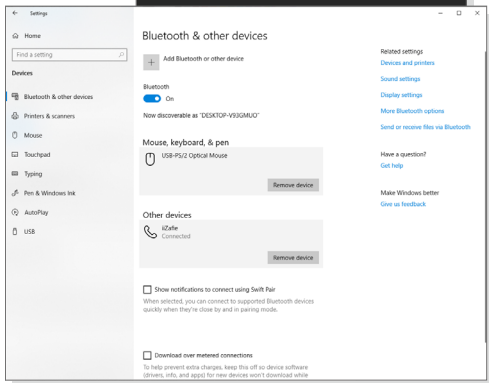 Settings
Home
Find a setting
Devices
Bluetooth & other devices
Printers & scanners
Mouse
Touchpad
Typing
Pen & Windows Ink
AutoPlay
USB
Bluetooth & other devices
Add Bluetooth or other device
Bluetooth
On
Now discoverable as "DESKTOP-V93GMUO"
Mouse, keyboard, & pen
USB-PS/2 Optical Mouse
Remove device
Other devices
iiZafie
Connected
Remove device
Show notifications to connect using Swift Pair
When selected, you can connect to supported Bluetooth devices
quickly when they're close by and in pairing mode.
Download over metered connections
To help prevent extra charges, keep this off so device software
(drivers, info, and apps) for new devices won't download while
Related settings
Devices and printers
Sound settings
Display settings
More Bluetooth options
Send or receive files via Bluetooth
Have a question?
Get help
Make Windows better
Give us feedback